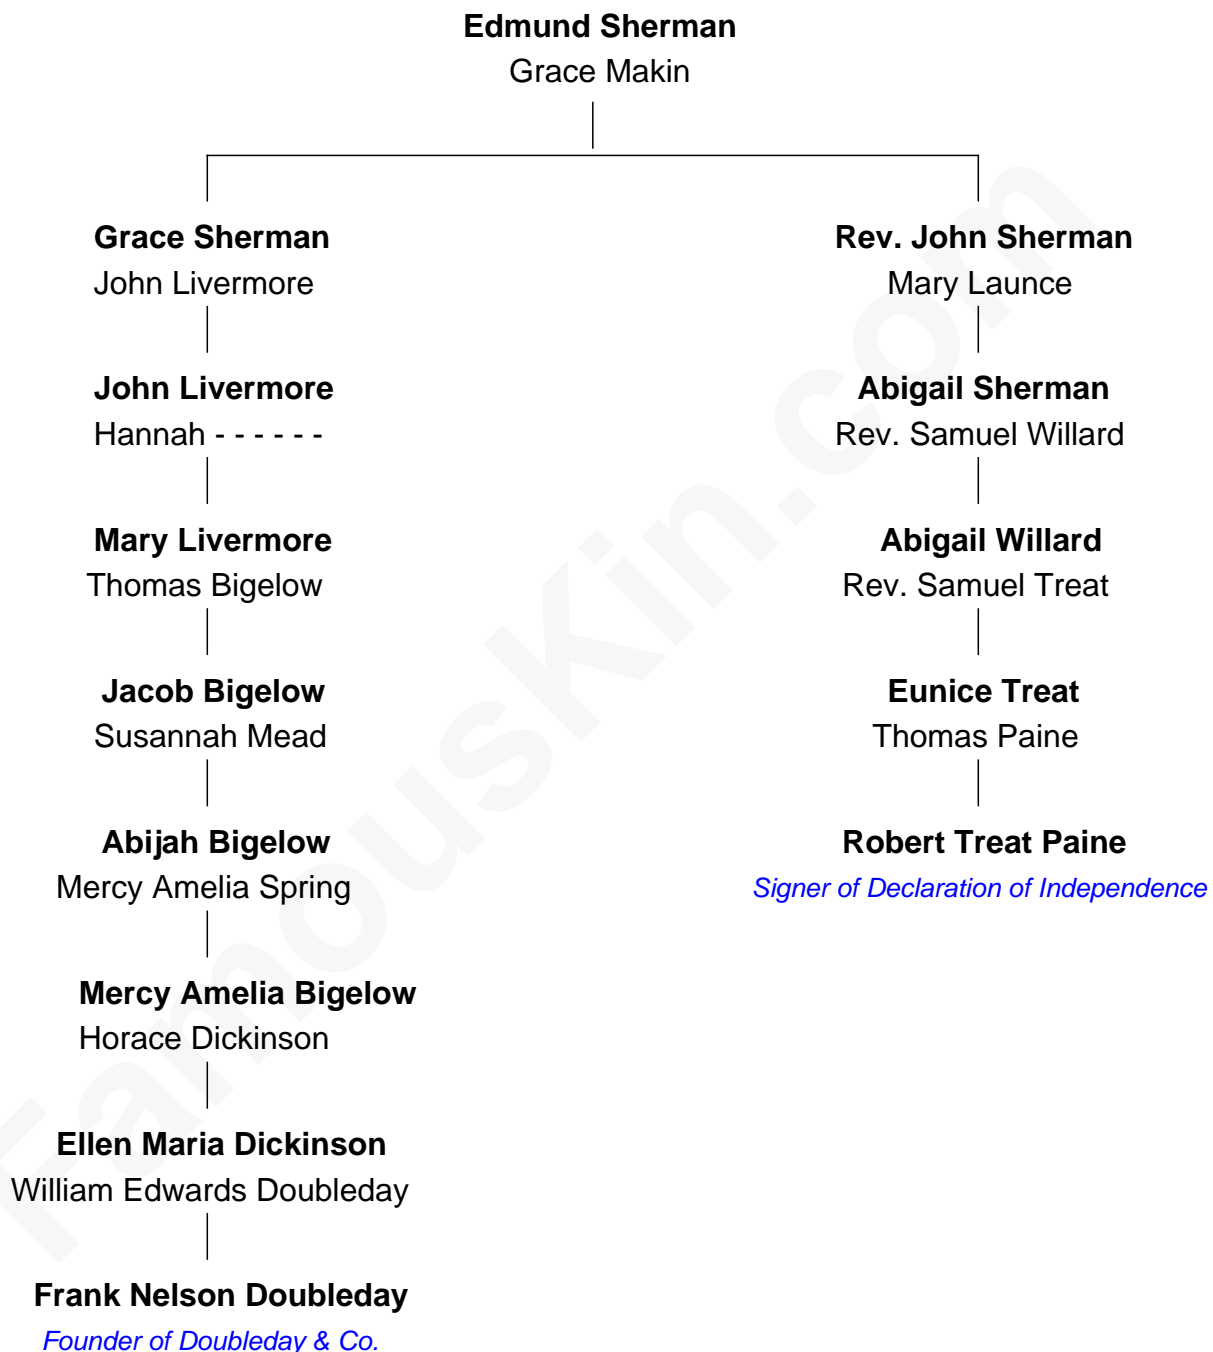 Edmund Sherman
Grace Makin
Grace Sherman
John Livermore
Rev. John Sherman
Mary Launce
John Livermore
Hannah - - - - - -
Abigail Sherman
Rev. Samuel Willard
Mary Livermore
Thomas Bigelow
Abigail Willard
Rev. Samuel Treat
Jacob Bigelow
Susannah Mead
Eunice Treat
Thomas Paine
Abijah Bigelow
Mercy Amelia Spring
Robert Treat Paine
Signer of Declaration of Independence
Mercy Amelia Bigelow
Horace Dickinson
Ellen Maria Dickinson
William Edwards Doubleday
Frank Nelson Doubleday
Founder of Doubleday & Co.
FamousKin.com